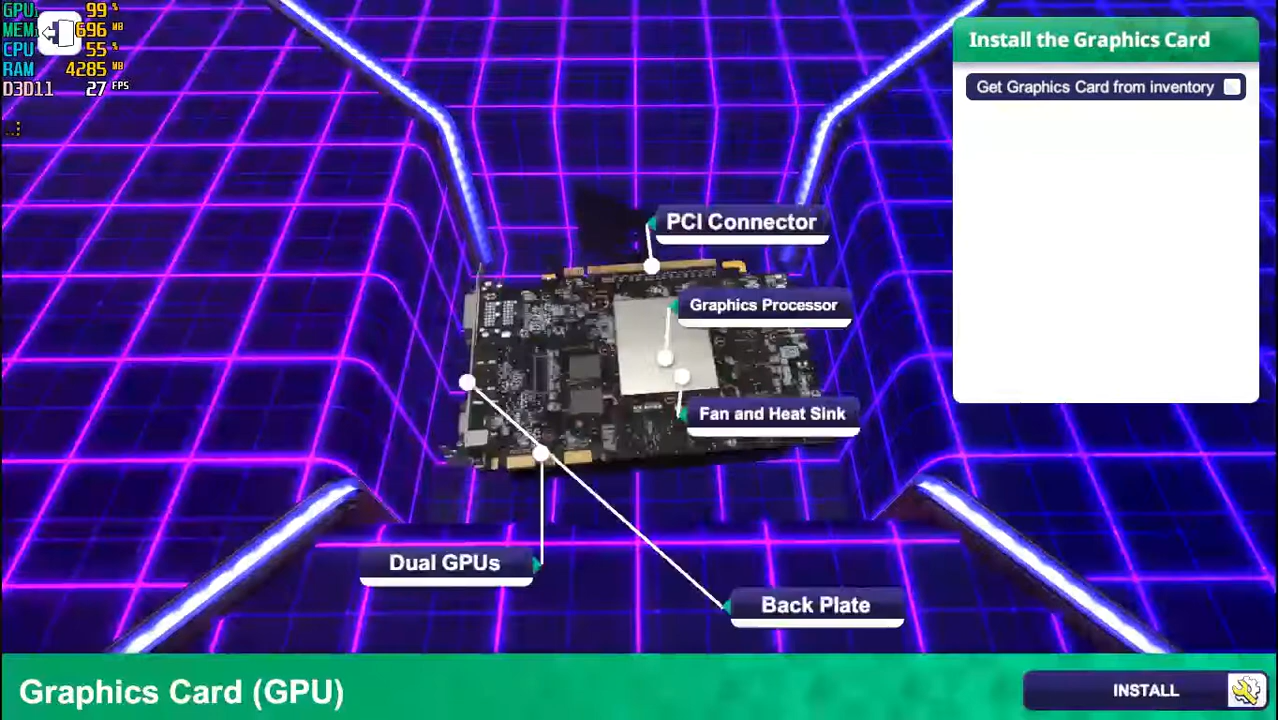 GPU 99 %
MEM 696 MB
CPU 55 %
RAM 4285 MB
D3D11 27 FPS
Install the Graphics Card
Get Graphics Card from inventory
PCI Connector
Graphics Processor
Fan and Heat Sink
Dual GPUs
Back Plate
Graphics Card (GPU)
INSTALL